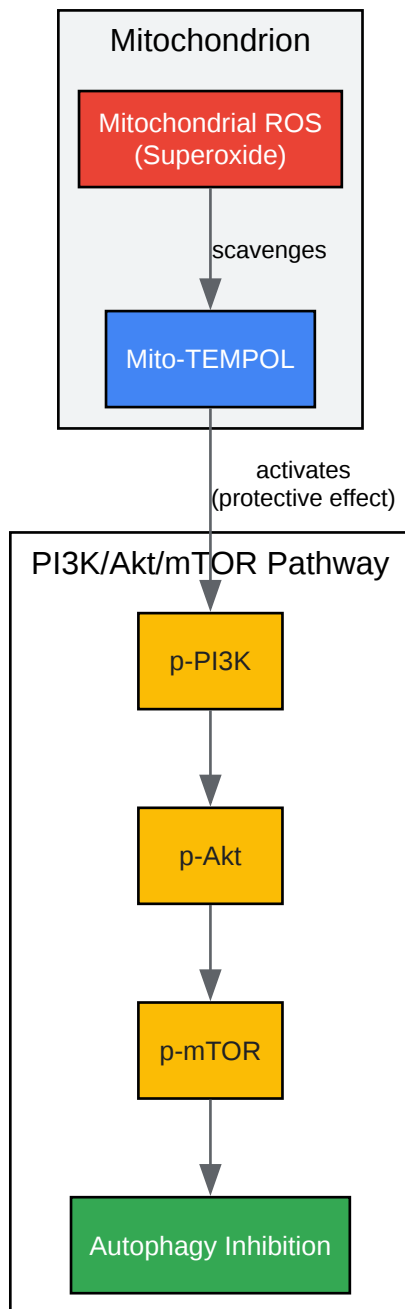 Mitochondrion
Mitochondrial ROS
(Superoxide)
scavenges
Mito-TEMPOL
activates
(protective effect)
PI3K/Akt/mTOR Pathway
p-PI3K
p-Akt
p-mTOR
Autophagy Inhibition